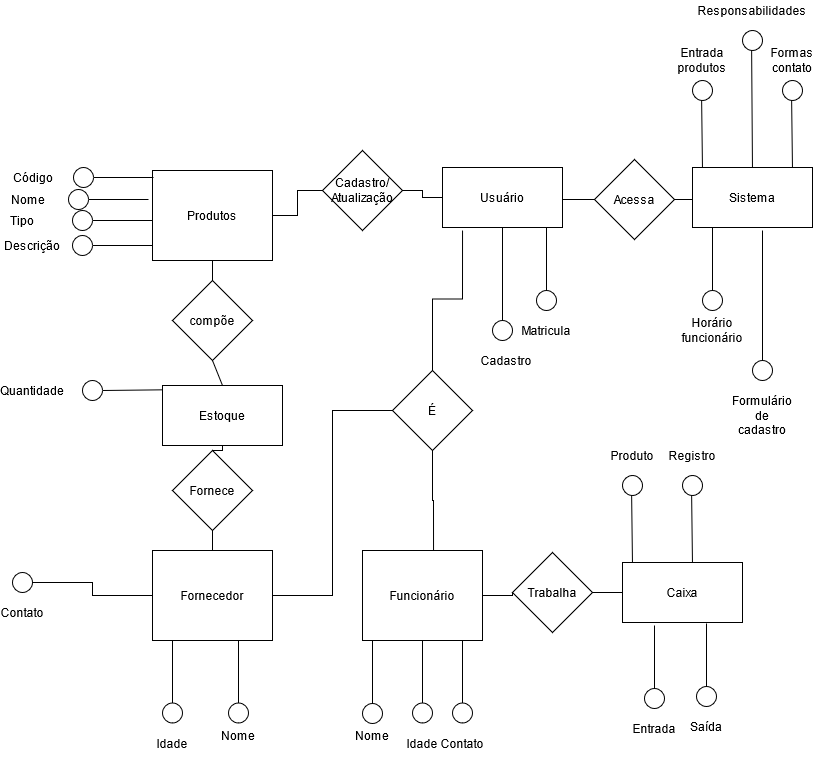 Responsabilidades
Entrada
produtos
Formas
contato
Código
Nome
Tipo
Descrição
Produtos
Cadastro/
Atualização
Usuário
Acessa
Sistema
compõe
Matricula
Cadastro
Horário
funcionário
Quantidade
Estoque
É
Formulário
de
cadastro
Fornece
Produto
Registro
Contato
Fornecedor
Funcionário
Trabalha
Caixa
Idade
Nome
Nome
Idade
Contato
Entrada
Saída